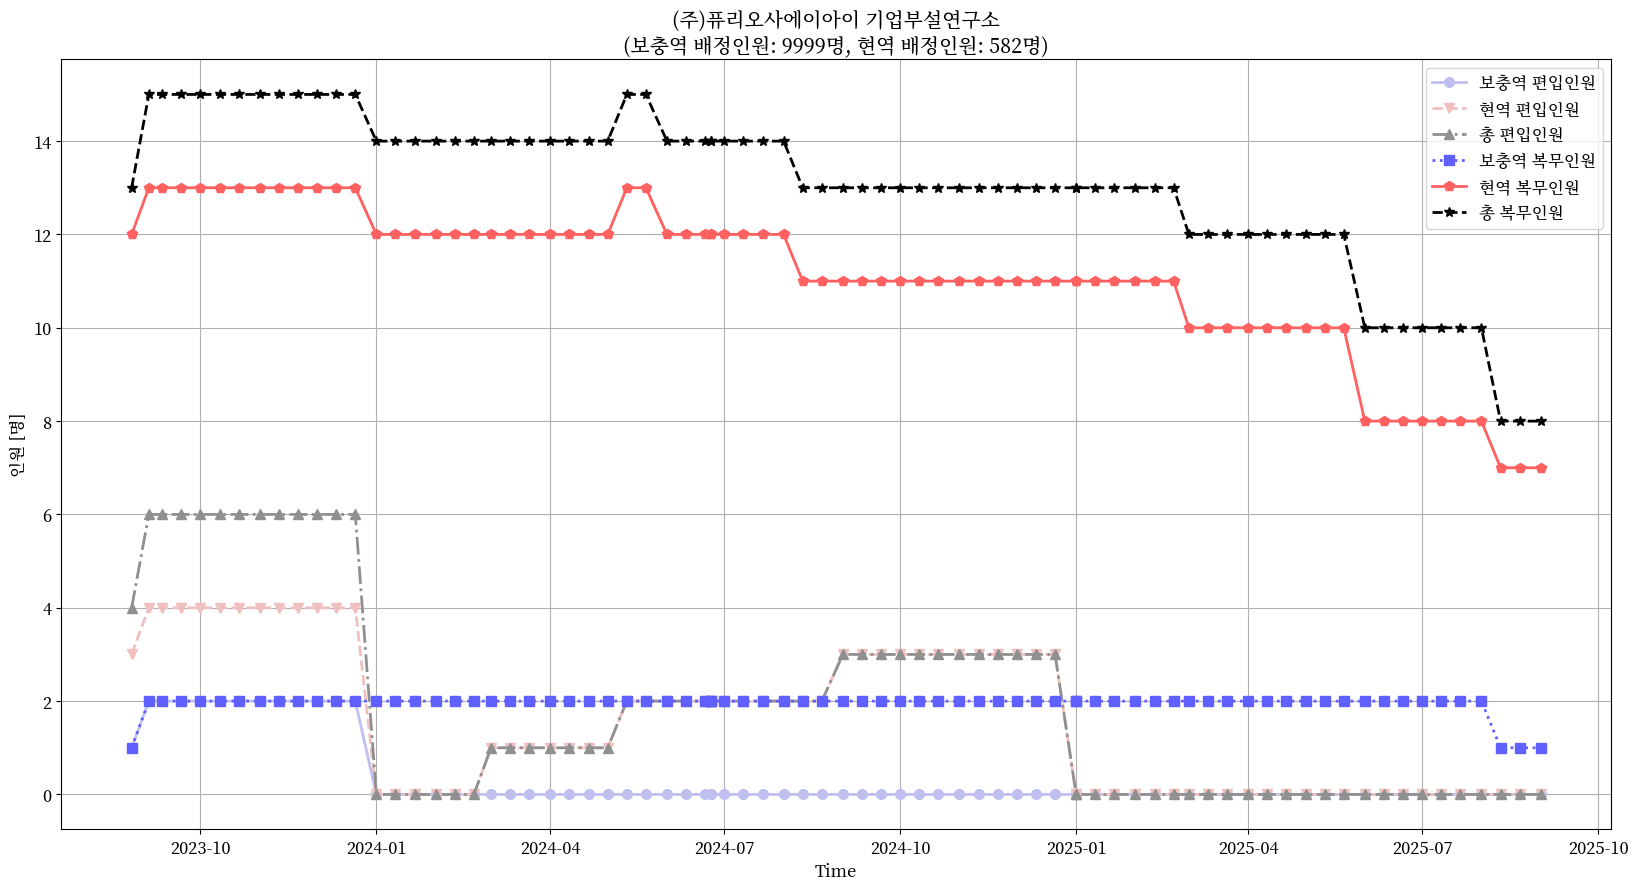 (주)퓨리오사에이아이 기업부설연구소
(보충역 배정인원: 9999명, 현역 배정인원: 582명)
보충역 편입인원
현역 편입인원
총 편입인원
보충역 복무인원
현역 복무인원
총 복무인원
인원 [명]
14
12
10
8
6
4
2
0
2023-10
2024-01
2024-04
2024-07
2024-10
2025-01
2025-04
2025-07
2025-10
Time